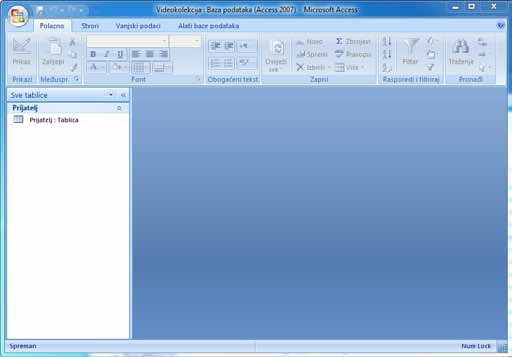 Videokolekcija : Baza podataka (Access 2007) - Microsoft Access
Polazno Stvori Vanjski podaci Alati baze podataka
Prikaz
Prikazi
Zalijepi
Međuspr.
Font
Obogaćeni tekst
Osvježi sve
Novo
Spremi
Izbriši
Zbrojevi
Pravopis
Više
Zapisi
Filtar
Rasporedi i filtriraj
Traženje
Pronađi
Sve tablice
Prijatelj
Prijatelj : Tablica
Spreman
Num Lock